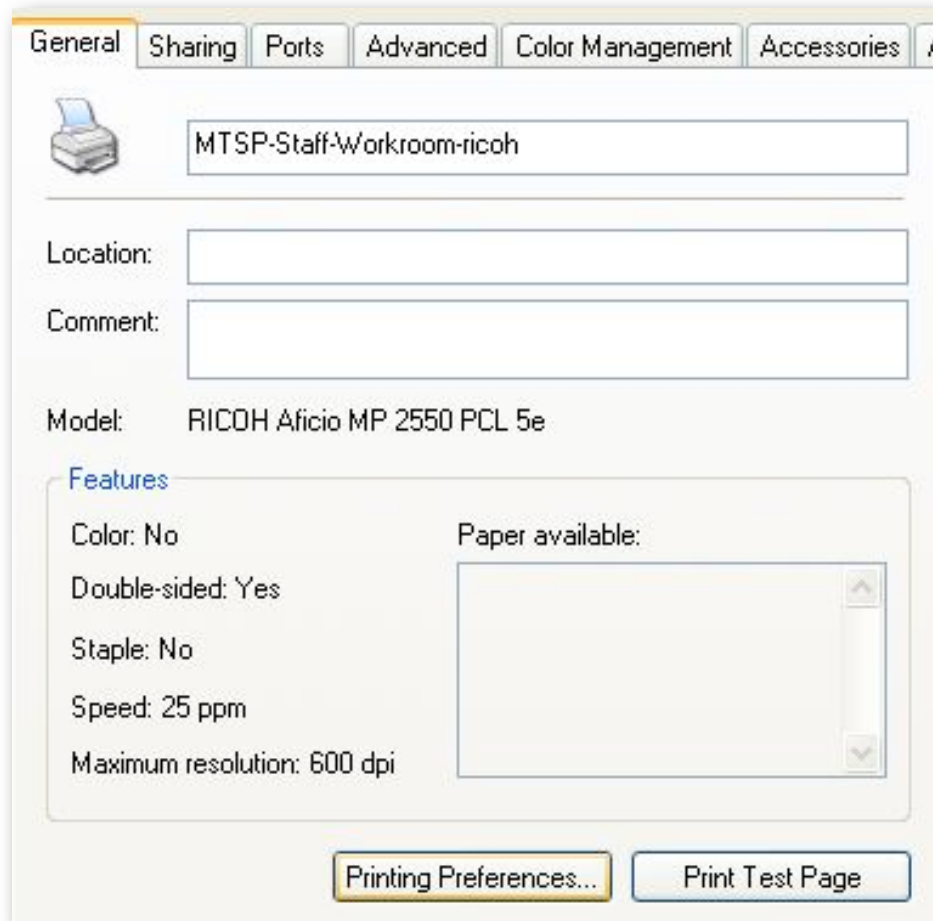 General Sharing Ports Advanced Color Management Accessories
MTSP-Staff-Workroom-ricoh
Location:
Comment:
Model: RICOH Aficio MP 2550 PCL 5e
Features
Color: No Paper available:
Double-sided: Yes
Staple: No
Speed: 25 ppm
Maximum resolution: 600 dpi
Printing Preferences... Print Test Page